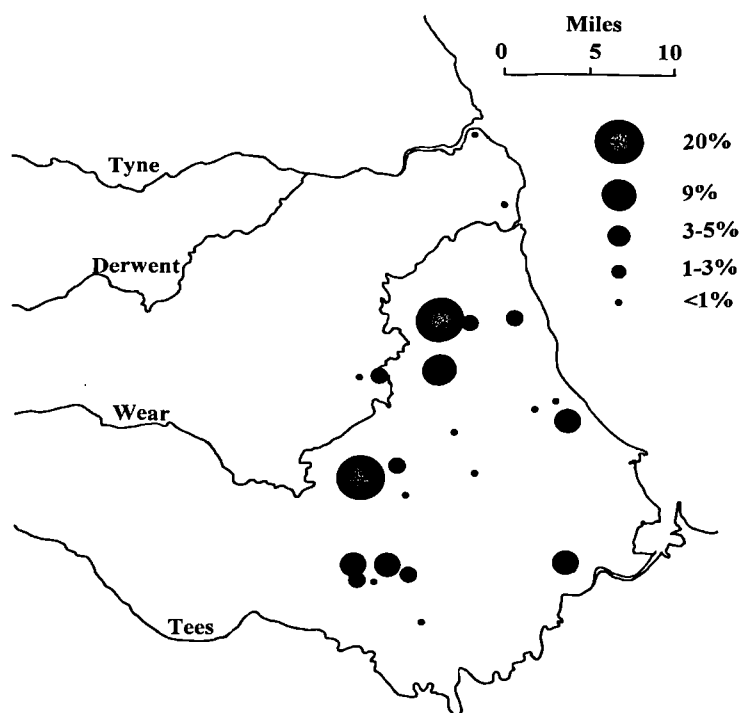 Miles
0 5 10
20%
9%
3-5%
1-3%
<1%
Tyne
Derwent
Wear
Tees